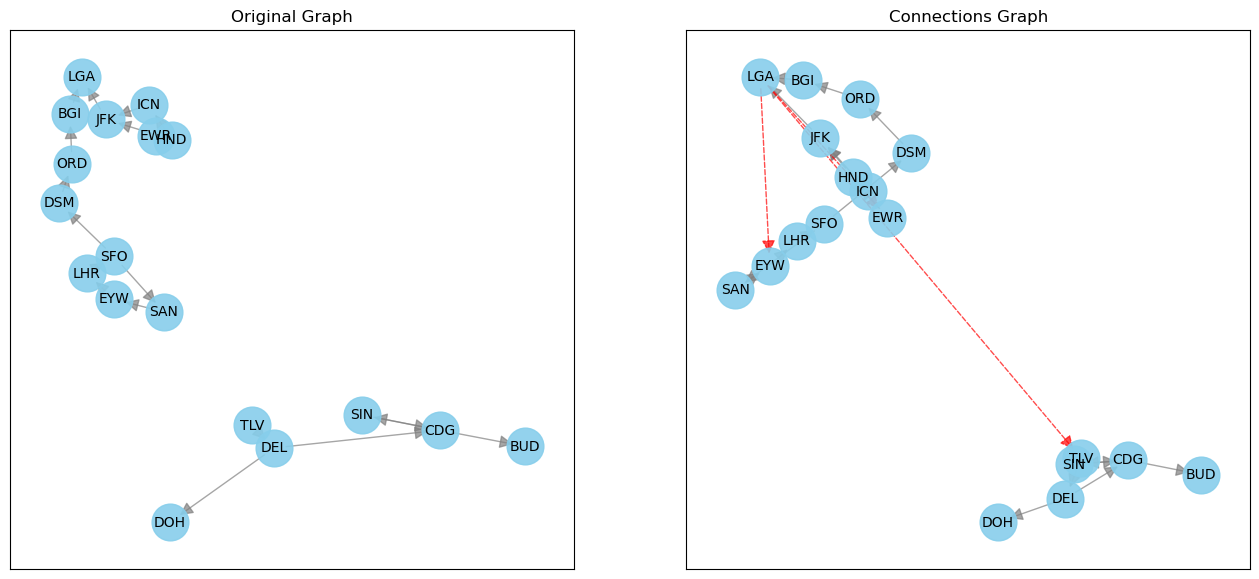 Original Graph
LGA
ICN
BGI
JFK
EWR
HND
ORD
DSM
SFO
LHR
EYW
SAN
SIN
TLV
CDG
DEL
BUD
DOH
Connections Graph
LGA
BGI
ORD
JFK
DSM
HND
ICN
EWR
SFO
LHR
EYW
SAN
TLV
CDG
SIN
BUD
DEL
DOH